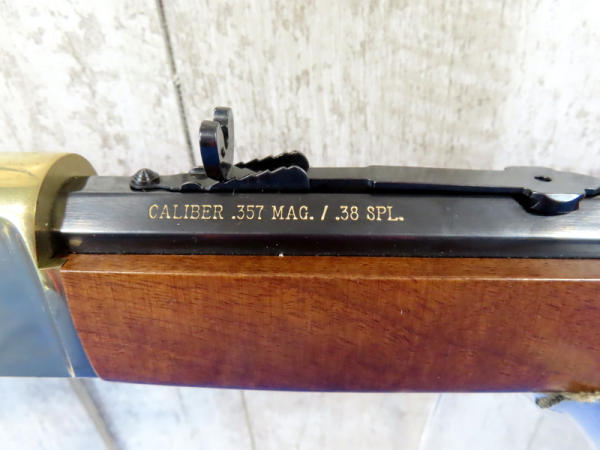 CALIBER .357 MAG. / .38 SPL.